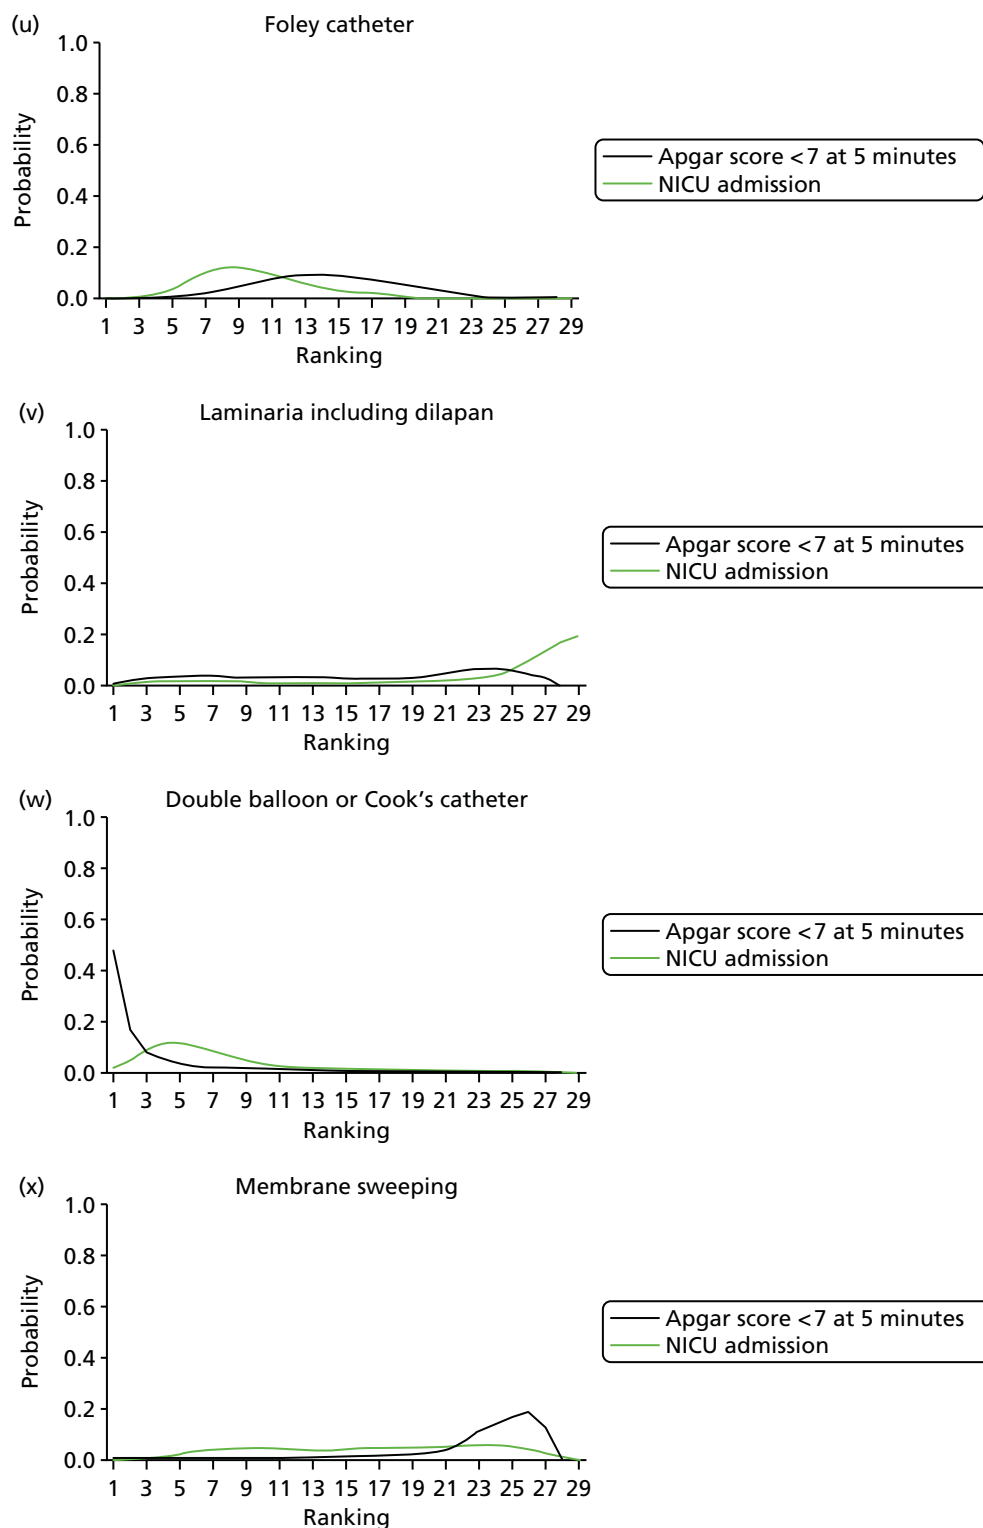 (u) Foley catheter
1.0
0.8
0.6
0.4
0.2
0.0
Probability
1 3 5 7 9 11 13 15 17 19 21 23 25 27 29
Ranking
Apgar score <7 at 5 minutes
NICU admission
(v) Laminaria including dilapan
1.0
0.8
0.6
0.4
0.2
0.0
Probability
1 3 5 7 9 11 13 15 17 19 21 23 25 27 29
Ranking
Apgar score <7 at 5 minutes
NICU admission
(w) Double balloon or Cook's catheter
1.0
0.8
0.6
0.4
0.2
0.0
Probability
1 3 5 7 9 11 13 15 17 19 21 23 25 27 29
Ranking
Apgar score <7 at 5 minutes
NICU admission
(x) Membrane sweeping
1.0
0.8
0.6
0.4
0.2
0.0
Probability
1 3 5 7 9 11 13 15 17 19 21 23 25 27 29
Ranking
Apgar score <7 at 5 minutes
NICU admission